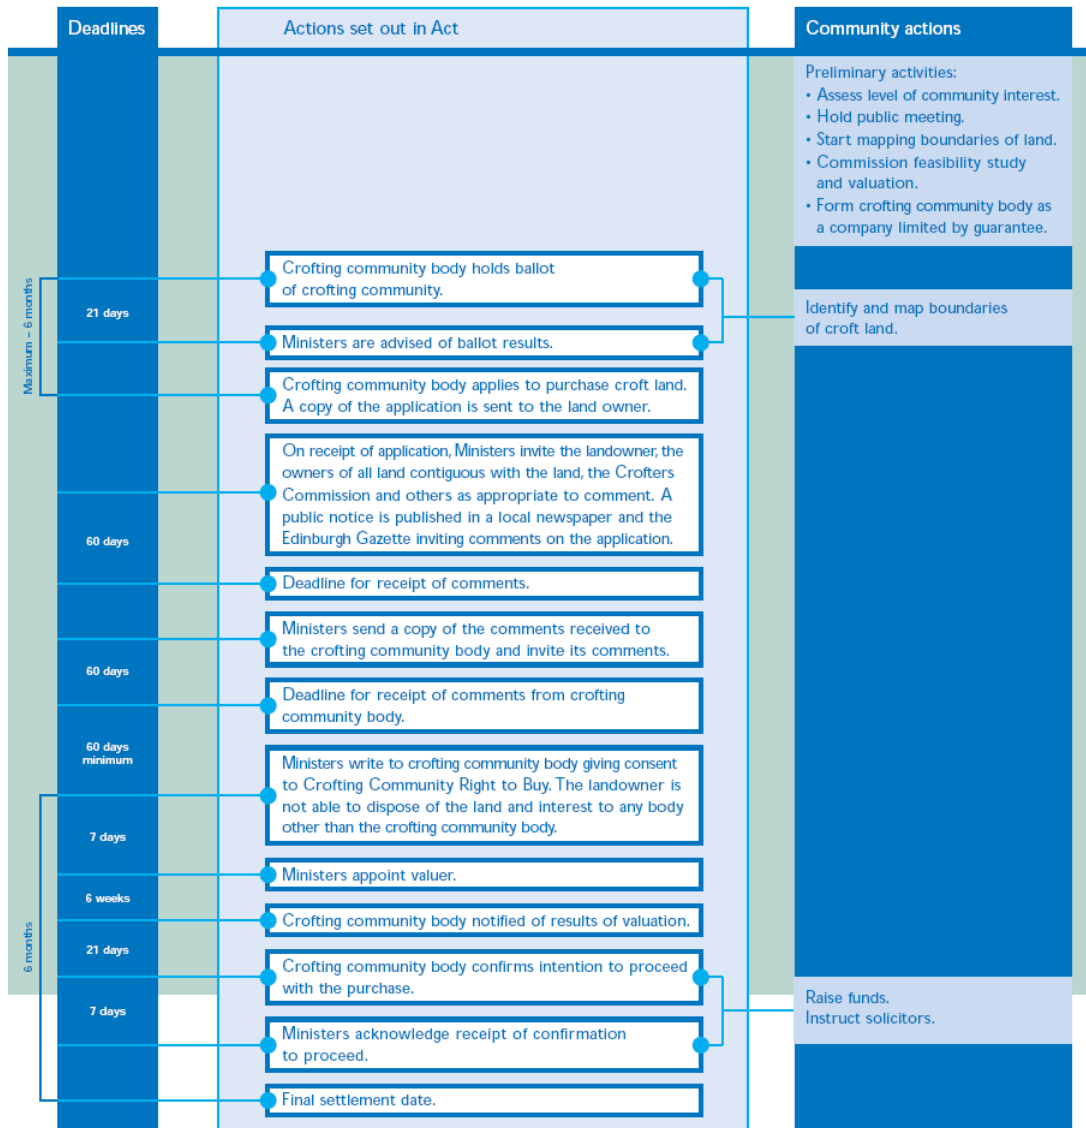 Deadlines
Actions set out in Act
Community actions
Preliminary activities:
• Assess level of community interest.
• Hold public meeting.
• Start mapping boundaries of land.
• Commission feasibility study
and valuation.
• Form crofting community body as
a company limited by guarantee.
Maximum – 6 months
Crofting community body holds ballot
of crofting community.
21 days
Identify and map boundaries
of croft land.
Ministers are advised of ballot results.
Crofting community body applies to purchase croft land.
A copy of the application is sent to the land owner.
On receipt of application, Ministers invite the landowner, the
owners of all land contiguous with the land, the Crofters
Commission and others as appropriate to comment. A
public notice is published in a local newspaper and the
Edinburgh Gazette inviting comments on the application.
60 days
Deadline for receipt of comments.
Ministers send a copy of the comments received to
the crofting community body and invite its comments.
60 days
Deadline for receipt of comments from crofting
community body.
60 days
minimum
Ministers write to crofting community body giving consent
to Crofting Community Right to Buy. The landowner is
not able to dispose of the land and interest to any body
other than the crofting community body.
6 months
7 days
Ministers appoint valuer.
6 weeks
Crofting community body notified of results of valuation.
21 days
Crofting community body confirms intention to proceed
with the purchase.
7 days
Raise funds.
Instruct solicitors.
Ministers acknowledge receipt of confirmation
to proceed.
Final settlement date.